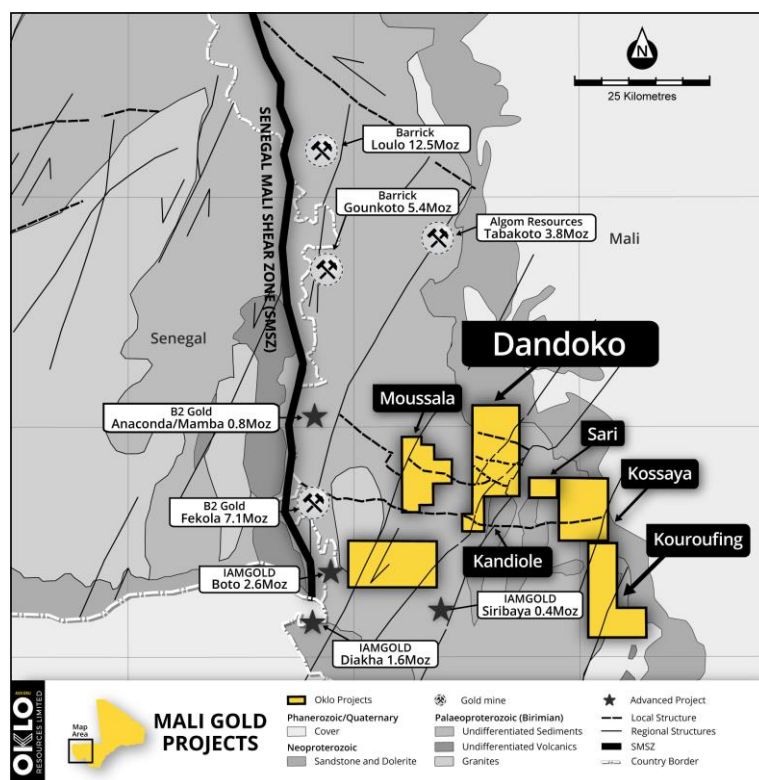 N
25 Kilometres
SENEGAL MALI SHEAR ZONE (SMSZ)
Barrick
Loulo 12.5Moz
Barrick
Gounkoto 5.4Moz
Algom Resources
Tabakoto 3.8Moz
Mali
Senegal
Dandoko
Moussala
B2 Gold
Anaconda/Mamba 0.8Moz
Sari
Kossaya
B2 Gold
Fekola 7.1Moz
Kandiole
Kouroufing
IAMGOLD
Boto 2.6Moz
IAMGOLD
Siribaya 0.4Moz
IAMGOLD
Diakha 1.6Moz
OKLO
RESOURCES LIMITED
Map
Area
MALI GOLD
PROJECTS
Oklo Projects
Phanerozoic/Quaternary
Cover
Neoproterozoic
Sandstone and Dolerite
Gold mine
Palaeoproterozoic (Birimian)
Undifferentiated Sediments
Undifferentiated Volcanics
Granites
Advanced Project
Local Structure
Regional Structures
SMSZ
Country Border